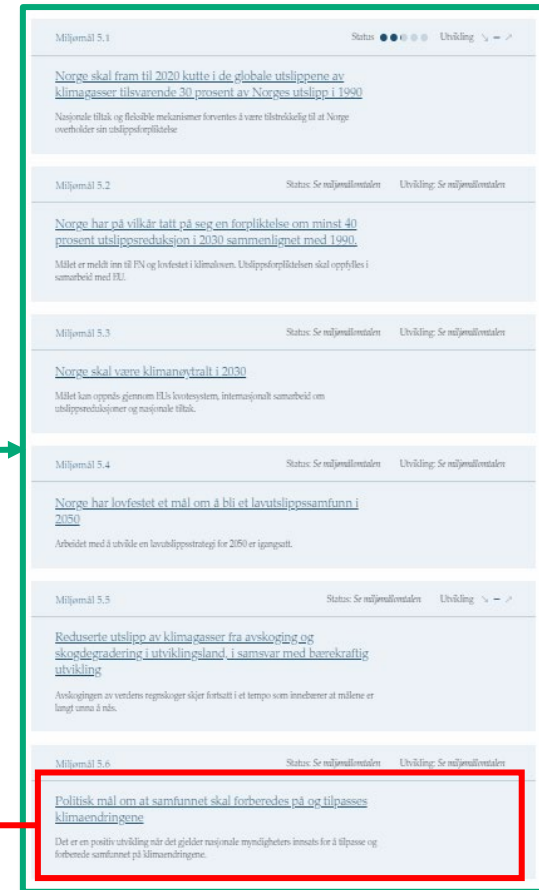 Miljømål 5.1 Status Utvikling
Norge skal fram til 2020 kutte i de globale utslippene av
klimagasser tilsvarende 30 prosent av Norges utslipp i 1990
Nasjonale tiltak og fleksible mekanismer forventes å være tilstrekkelig til at Norge
overholder sin utslippsforpliktelse
Miljømål 5.2 Status: Se miljømålomtalen Utvikling: Se miljømålomtalen
Norge har på vilkår tatt på seg en forpliktelse om minst 40
prosent utslippsreduksjon i 2030 sammenlignet med 1990.
Målet er meldt inn til FN og lovfestet i klimaloven. Utslippsforpliktelsen skal oppfylles i
samarbeid med EU.
Miljømål 5.3 Status: Se miljømålomtalen Utvikling: Se miljømålomtalen
Norge skal være klimanøytralt i 2030
Målet kan oppnås gjennom EUs kvotesystem, internasjonalt samarbeid om
utslippsreduksjoner og nasjonale tiltak.
Miljømål 5.4 Status: Se miljømålomtalen Utvikling: Se miljømålomtalen
Norge har lovfestet et mål om å bli et lavutslippssamfunn i
2050
Arbeidet med å utvikle en lavutslippsstrategi for 2050 er igangsatt.
Miljømål 5.5 Status: Se miljømålomtalen Utvikling
Reduserte utslipp av klimagasser fra avskoging og
skogdegradering i utviklingsland, i samsvar med bærekraftig
utvikling
Avskogingen av verdens regnskoger skjer fortsatt i et tempo som innebærer at målene er
langt unna å nås.
Miljømål 5.6 Status: Se miljømålomtalen Utvikling: Se miljømålomtalen
Politisk mål om at samfunnet skal forberedes på og tilpasses
klimaendringene
Det er en positiv utvikling når det gjelder nasjonale myndigheters innsats for å tilpasse og
forberede samfunnet på klimaendringene.